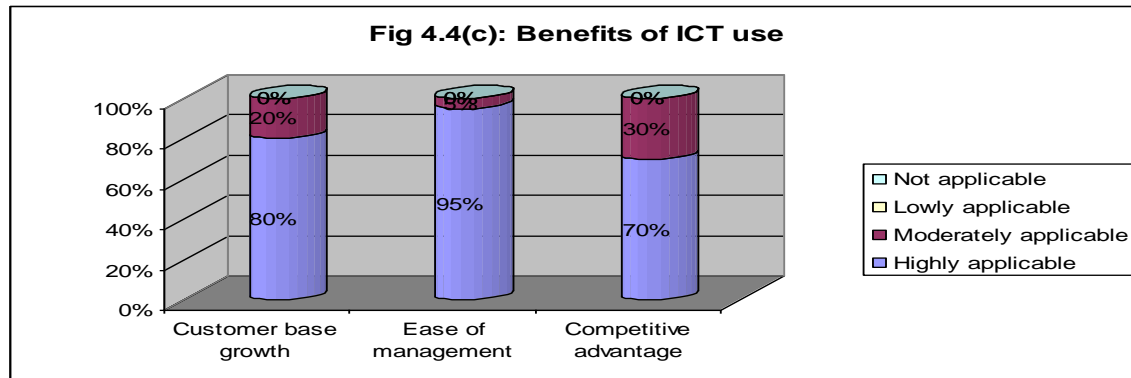 Fig 4.4(c): Benefits of ICT use
100%
80%
60%
40%
20%
0%
0%
20%
80%
0%
5%
95%
0%
30%
70%
Customer base
growth
Ease of
management
Competitive
advantage
Not applicable
Lowly applicable
Moderately applicable
Highly applicable